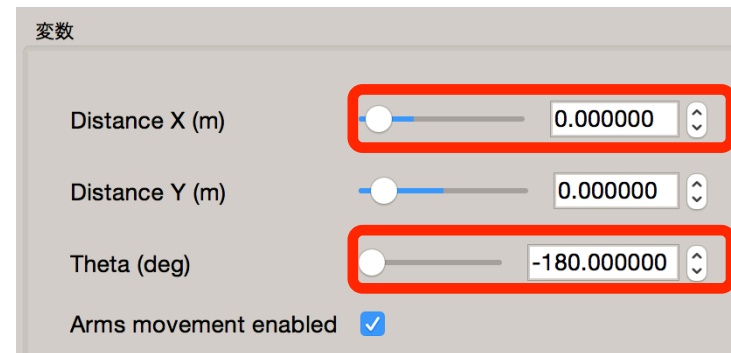 変数
Distance X (m) 0.000000
Distance Y (m) 0.000000
Theta (deg) -180.000000
Arms movement enabled